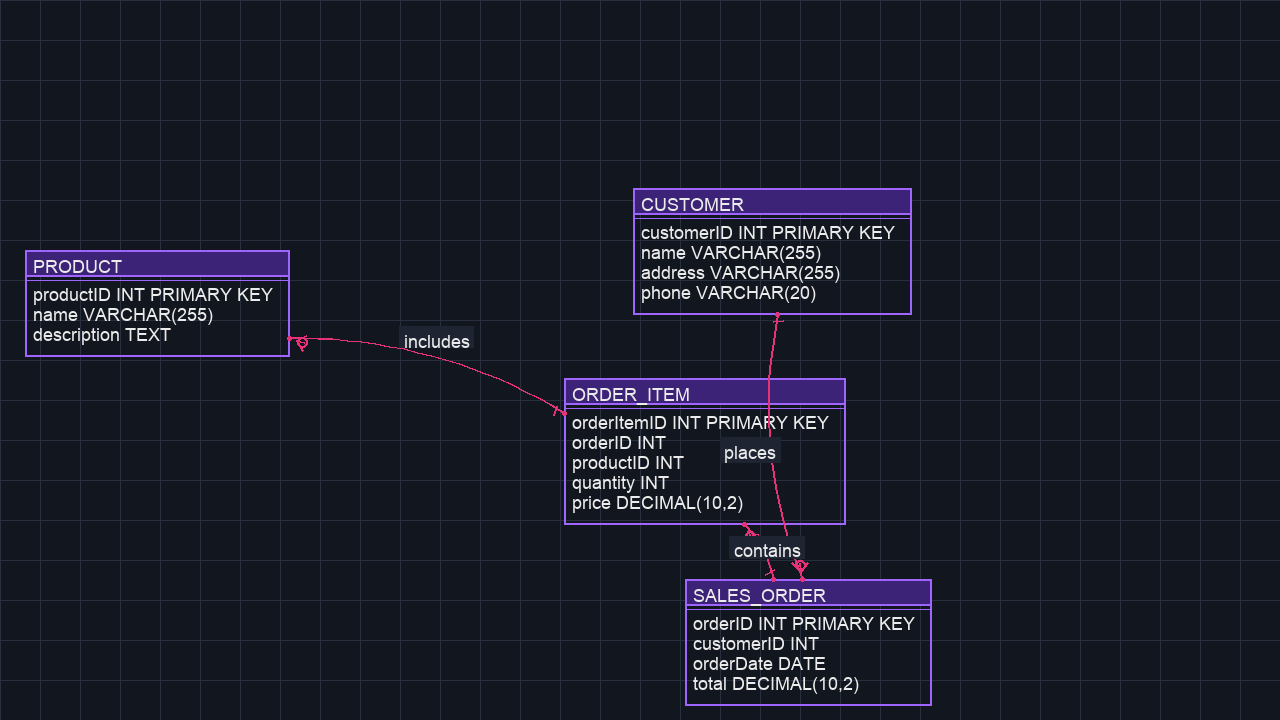 CUSTOMER
customerID INT PRIMARY KEY
name VARCHAR(255)
address VARCHAR(255)
phone VARCHAR(20)
PRODUCT
productID INT PRIMARY KEY
name VARCHAR(255)
description TEXT
includes
ORDER_ITEM
orderItemID INT PRIMARY KEY
orderID INT
productID INT
quantity INT
price DECIMAL(10,2)
places
contains
SALES_ORDER
orderID INT PRIMARY KEY
customerID INT
orderDate DATE
total DECIMAL(10,2)